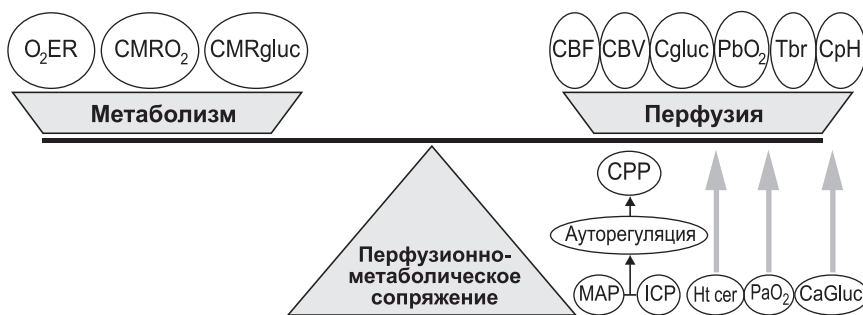 O₂ER CMRO₂ CMRgluc CBF CBV Cgluc PbO₂ Tbr CpH
Метаболизм Перфузия
CPP
Ауторегуляция
Перфузионно-
метаболическое
сопряжение
MAP ICP Ht cer PaO₂ CaGluc